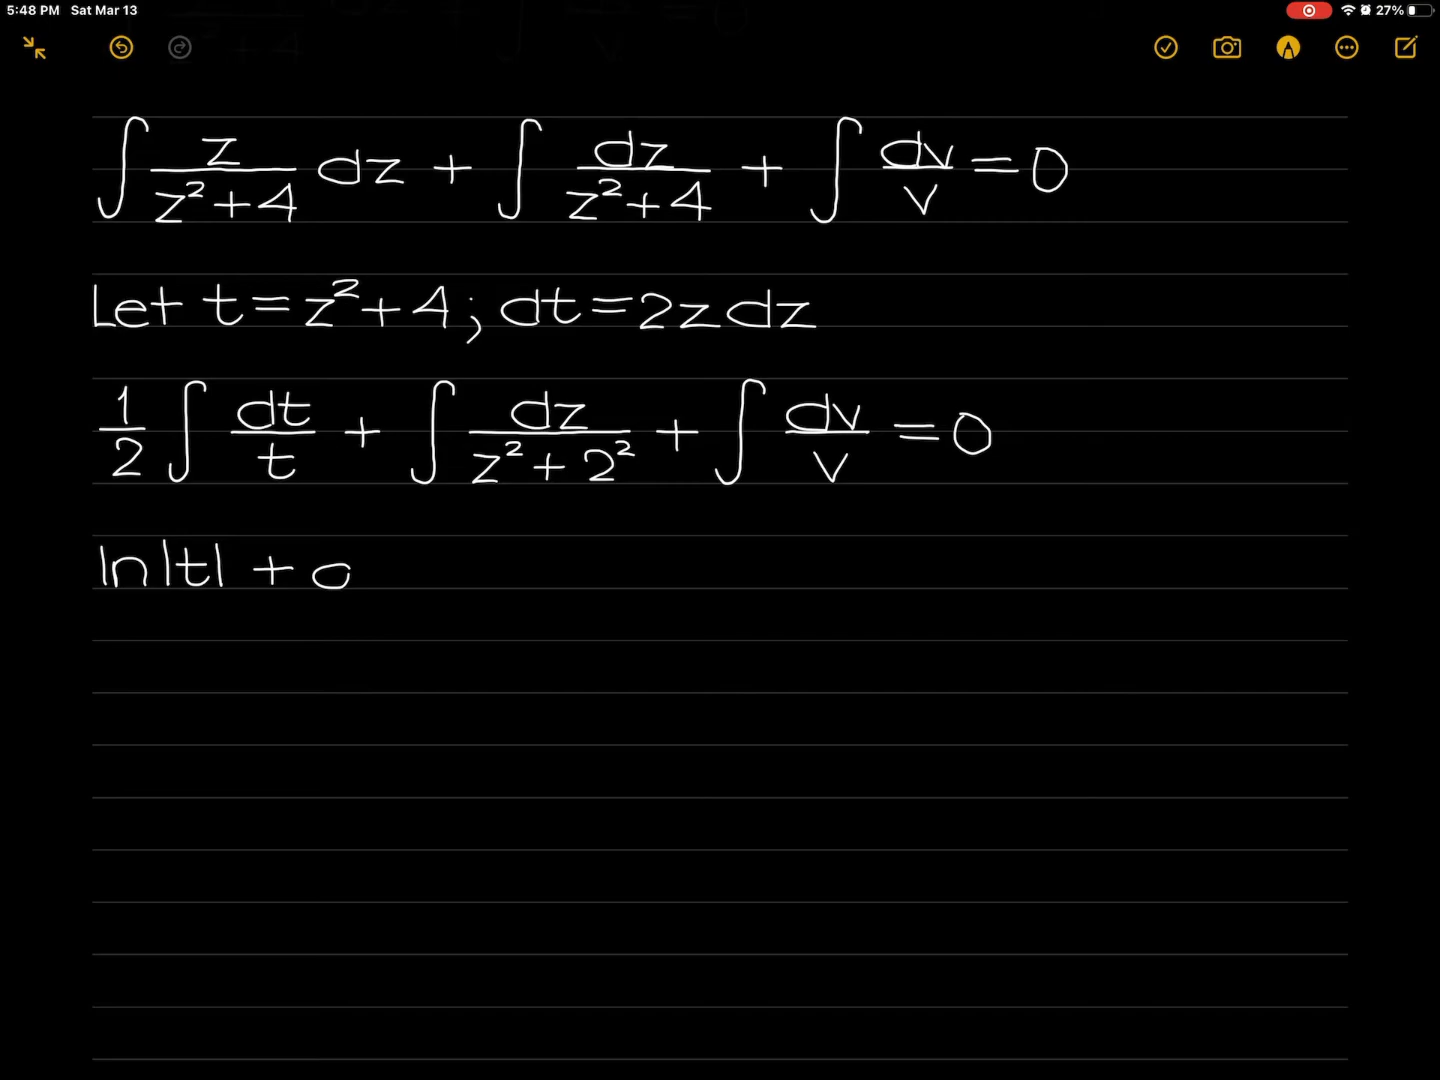 5:48 PM Sat Mar 13 27%
∫ z/(z²+4) dz + ∫ dz/(z²+4) + ∫ dv/v = 0
Let t = z²+4; dt = 2z dz
1/2 ∫ dt/t + ∫ dz/(z²+2²) + ∫ dv/v = 0
ln|t| +